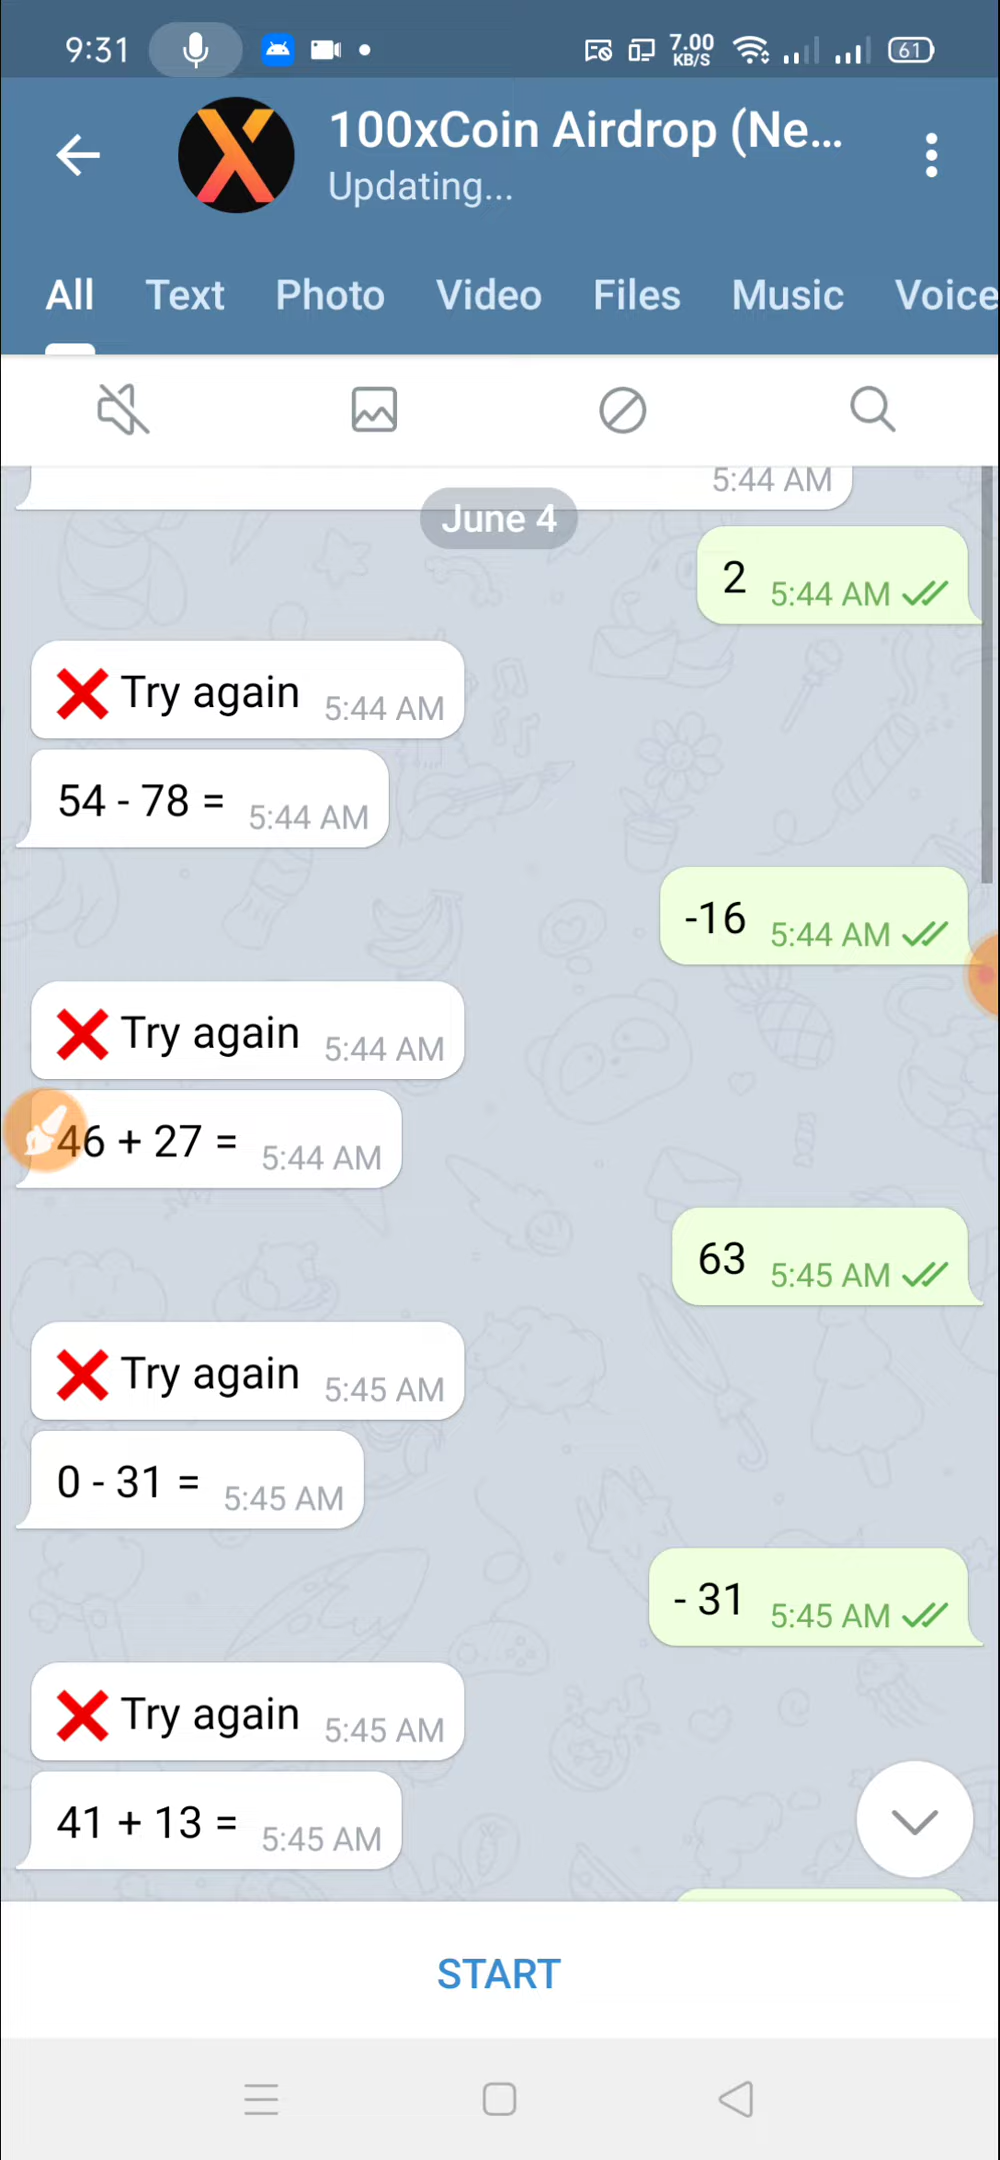 9:31
7.00
KB/S
61
100xCoin Airdrop (Ne...
Updating...
All Text Photo Video Files Music Voice
5:44 AM
June 4
2 5:44 AM
Try again 5:44 AM
54 - 78 = 5:44 AM
-16 5:44 AM
Try again 5:44 AM
46 + 27 = 5:44 AM
63 5:45 AM
Try again 5:45 AM
0 - 31 = 5:45 AM
- 31 5:45 AM
Try again 5:45 AM
41 + 13 = 5:45 AM
START